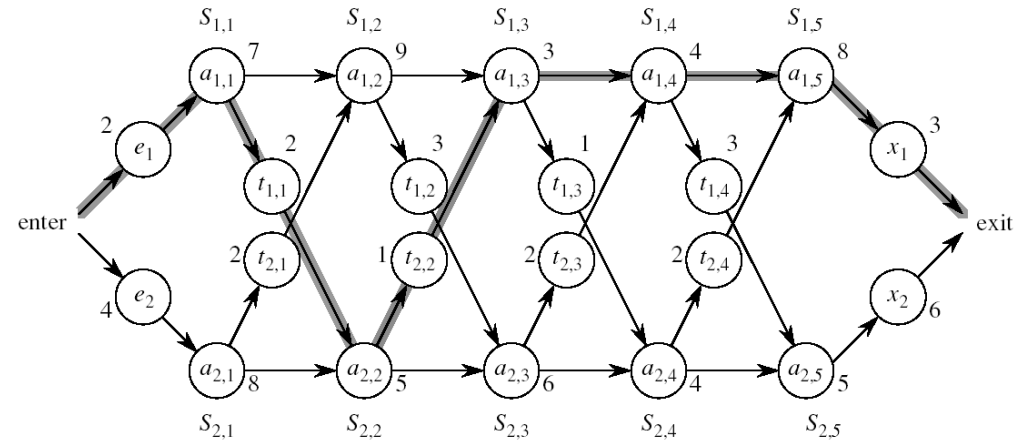 S1,1 S1,2 S1,3 S1,4 S1,5
7 9 3 4 8
a1,1 a1,2 a1,3 a1,4 a1,5
2 3
e1 2 3 1 3 x1
t1,1 t1,2 t1,3 t1,4
enter exit
2 t2,1 1 t2,2 2 t2,3 2 t2,4
e2 x2
4 6
a2,1 a2,2 a2,3 a2,4 a2,5
8 5 6 4 5
S2,1 S2,2 S2,3 S2,4 S2,5